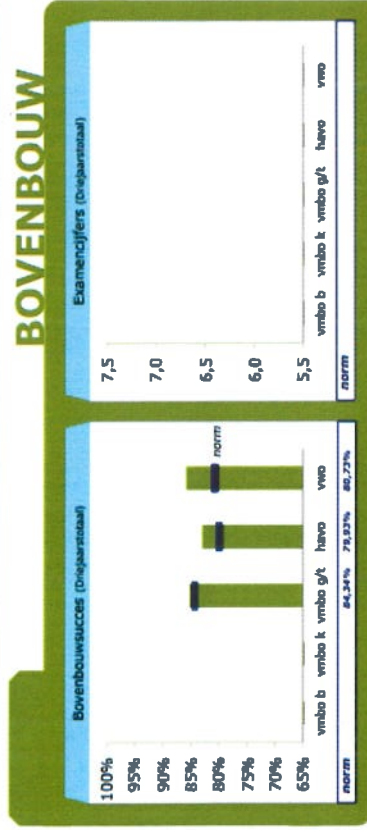 BOVENBOUW
Bovenbouwsucces (Driejaarstotaal)
100%
95%
90%
85%
80%
75%
70%
65%
norm
vmbo b vmbo k vmbo g/t havo vwo
norm 84,34% 79,93% 80,73%
Examencijfers (Driejaarstotaal)
7,5
7,0
6,5
6,0
5,5
vmbo b vmbo k vmbo g/t havo vwo
norm